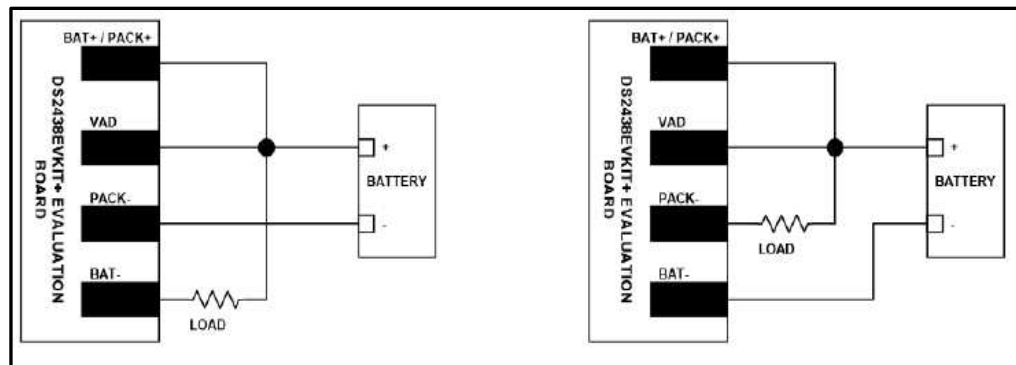 BAT+ / PACK+
VAD
PACK-
BAT-
DS2438EVKIT+ EVALUATION
BOARD
LOAD
+
BATTERY
-
BAT+ / PACK+
VAD
PACK-
BAT-
DS2438EVKIT+ EVALUATION
BOARD
LOAD
+
BATTERY
-